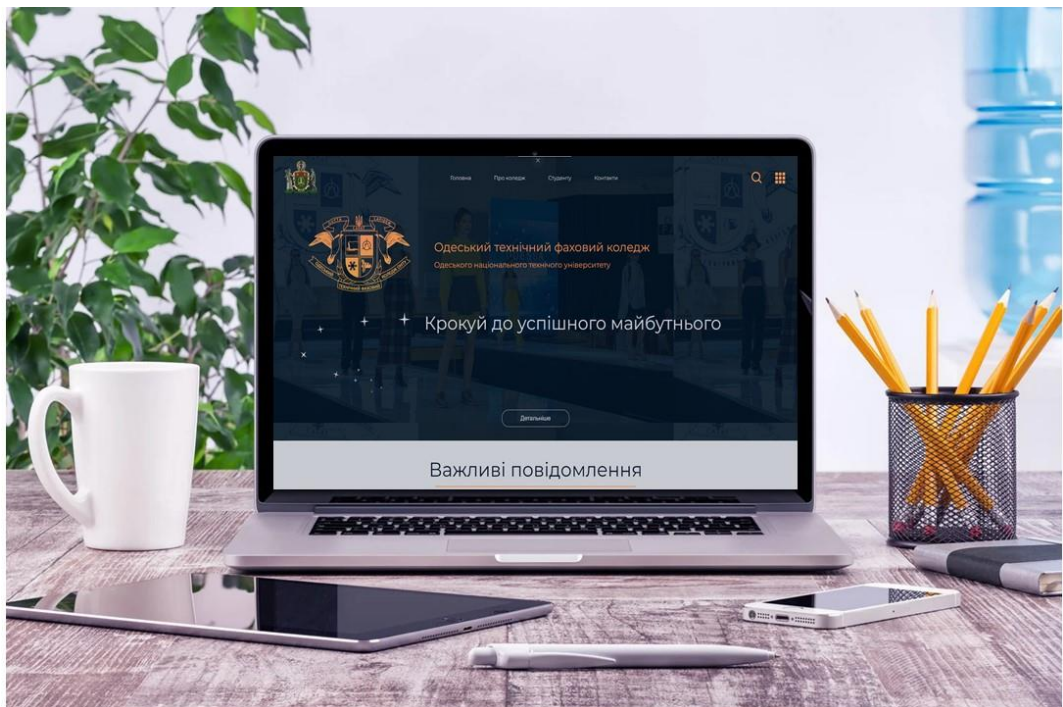 Головна Про коледж Студенту Контакти
Одеський технічний фаховий коледж
Одеського національного технічного університету
Крокуй до успішного майбутнього
Детальніше
Важливі повідомлення